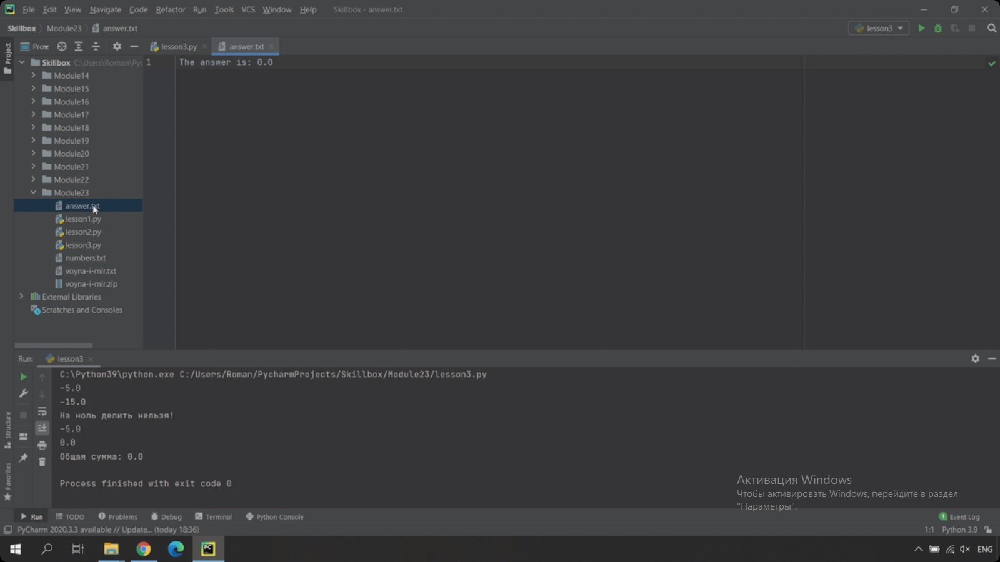 File Edit View Navigate Code Refactor Run Tools VCS Window Help Skillbox - answer.txt
Skillbox Module23 answer.txt lesson3
Project
lesson3.py answer.txt
Skillbox C:\Users\Roman\Pyc
1 The answer is: 0.0
Module14
Module15
Module16
Module17
Module18
Module19
Module20
Module21
Module22
Module23
answer.txt
lesson1.py
lesson2.py
lesson3.py
numbers.txt
voyna-i-mir.txt
voyna-i-mir.zip
External Libraries
Scratches and Consoles
Run: lesson3
C:\Python39\python.exe C:/Users/Roman/PycharmProjects/Skillbox/Module23/lesson3.py
-5.0
-15.0
На ноль делить нельзя!
-5.0
0.0
Общая сумма: 0.0
Process finished with exit code 0
Structure
Favorites
Активация Windows
Чтобы активировать Windows, перейдите в раздел
"Параметры".
Run TODO Problems Debug Terminal Python Console 1 Event Log
PyCharm 2020.3.3 available // Update... (today 18:36) 1:1 Python 3.9
ENG